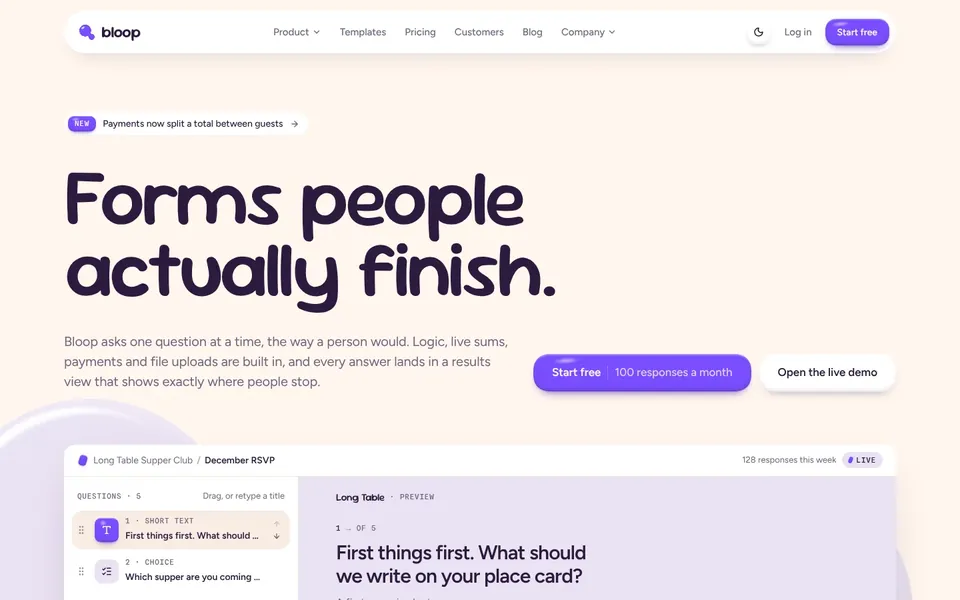 bloop
Product
Templates
Pricing
Customers
Blog
Company
Log in
Start free
NEW
Payments now split a total between guests →
Forms people
actually finish.
Bloop asks one question at a time, the way a person would. Logic, live sums,
payments and file uploads are built in, and every answer lands in a results
view that shows exactly where people stop.
Start free | 100 responses a month
Open the live demo
Long Table Supper Club / December RSVP
128 responses this week
LIVE
QUESTIONS · 5
Drag, or retype a title
1 · SHORT TEXT
First things first. What should ...
2 · CHOICE
Which supper are you coming ...
Long Table · PREVIEW
1 → OF 5
First things first. What should
we write on your place card?